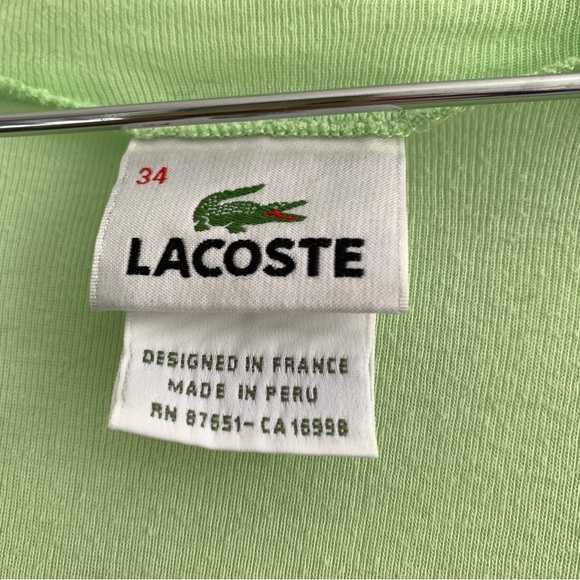 34
LACOSTE
DESIGNED IN FRANCE
MADE IN PERU
RN 87651-CA 16998